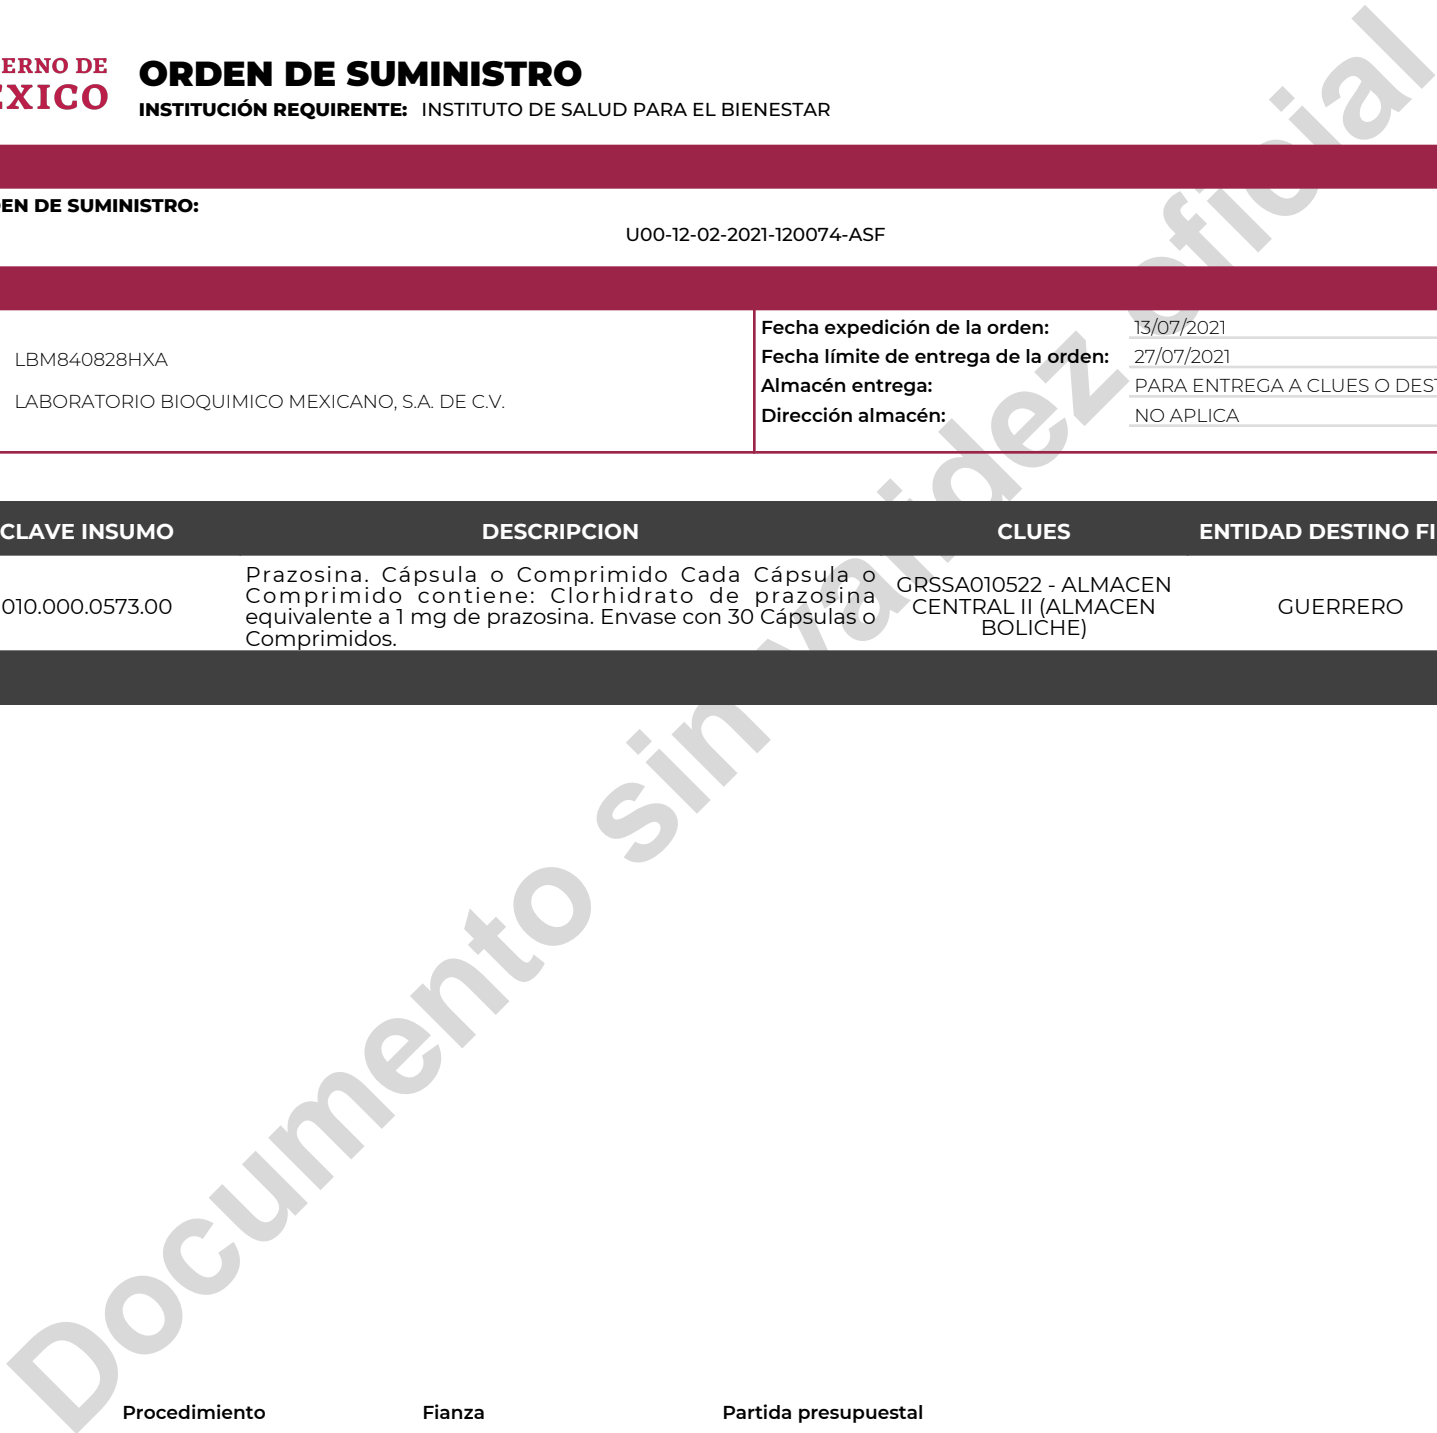 ERNO DE
EXICO
ORDEN DE SUMINISTRO
INSTITUCIÓN REQUIRENTE: INSTITUTO DE SALUD PARA EL BIENESTAR
EN DE SUMINISTRO:
U00-12-02-2021-120074-ASF
LBM840828HXA
LABORATORIO BIOQUIMICO MEXICANO, S.A. DE C.V.
Fecha expedición de la orden: 13/07/2021
Fecha límite de entrega de la orden: 27/07/2021
Almacén entrega: PARA ENTREGA A CLUES O DEST
Dirección almacén: NO APLICA
CLAVE INSUMO DESCRIPCION CLUES ENTIDAD DESTINO FI
010.000.0573.00
Prazosina. Cápsula o Comprimido Cada Cápsula o
Comprimido contiene: Clorhidrato de prazosina
equivalente a 1 mg de prazosina. Envase con 30 Cápsulas o
Comprimidos.
GRSSA010522 - ALMACEN
CENTRAL II (ALMACEN
BOLICHE)
GUERRERO
Documento sin validez oficial
Procedimiento Fianza Partida presupuestal